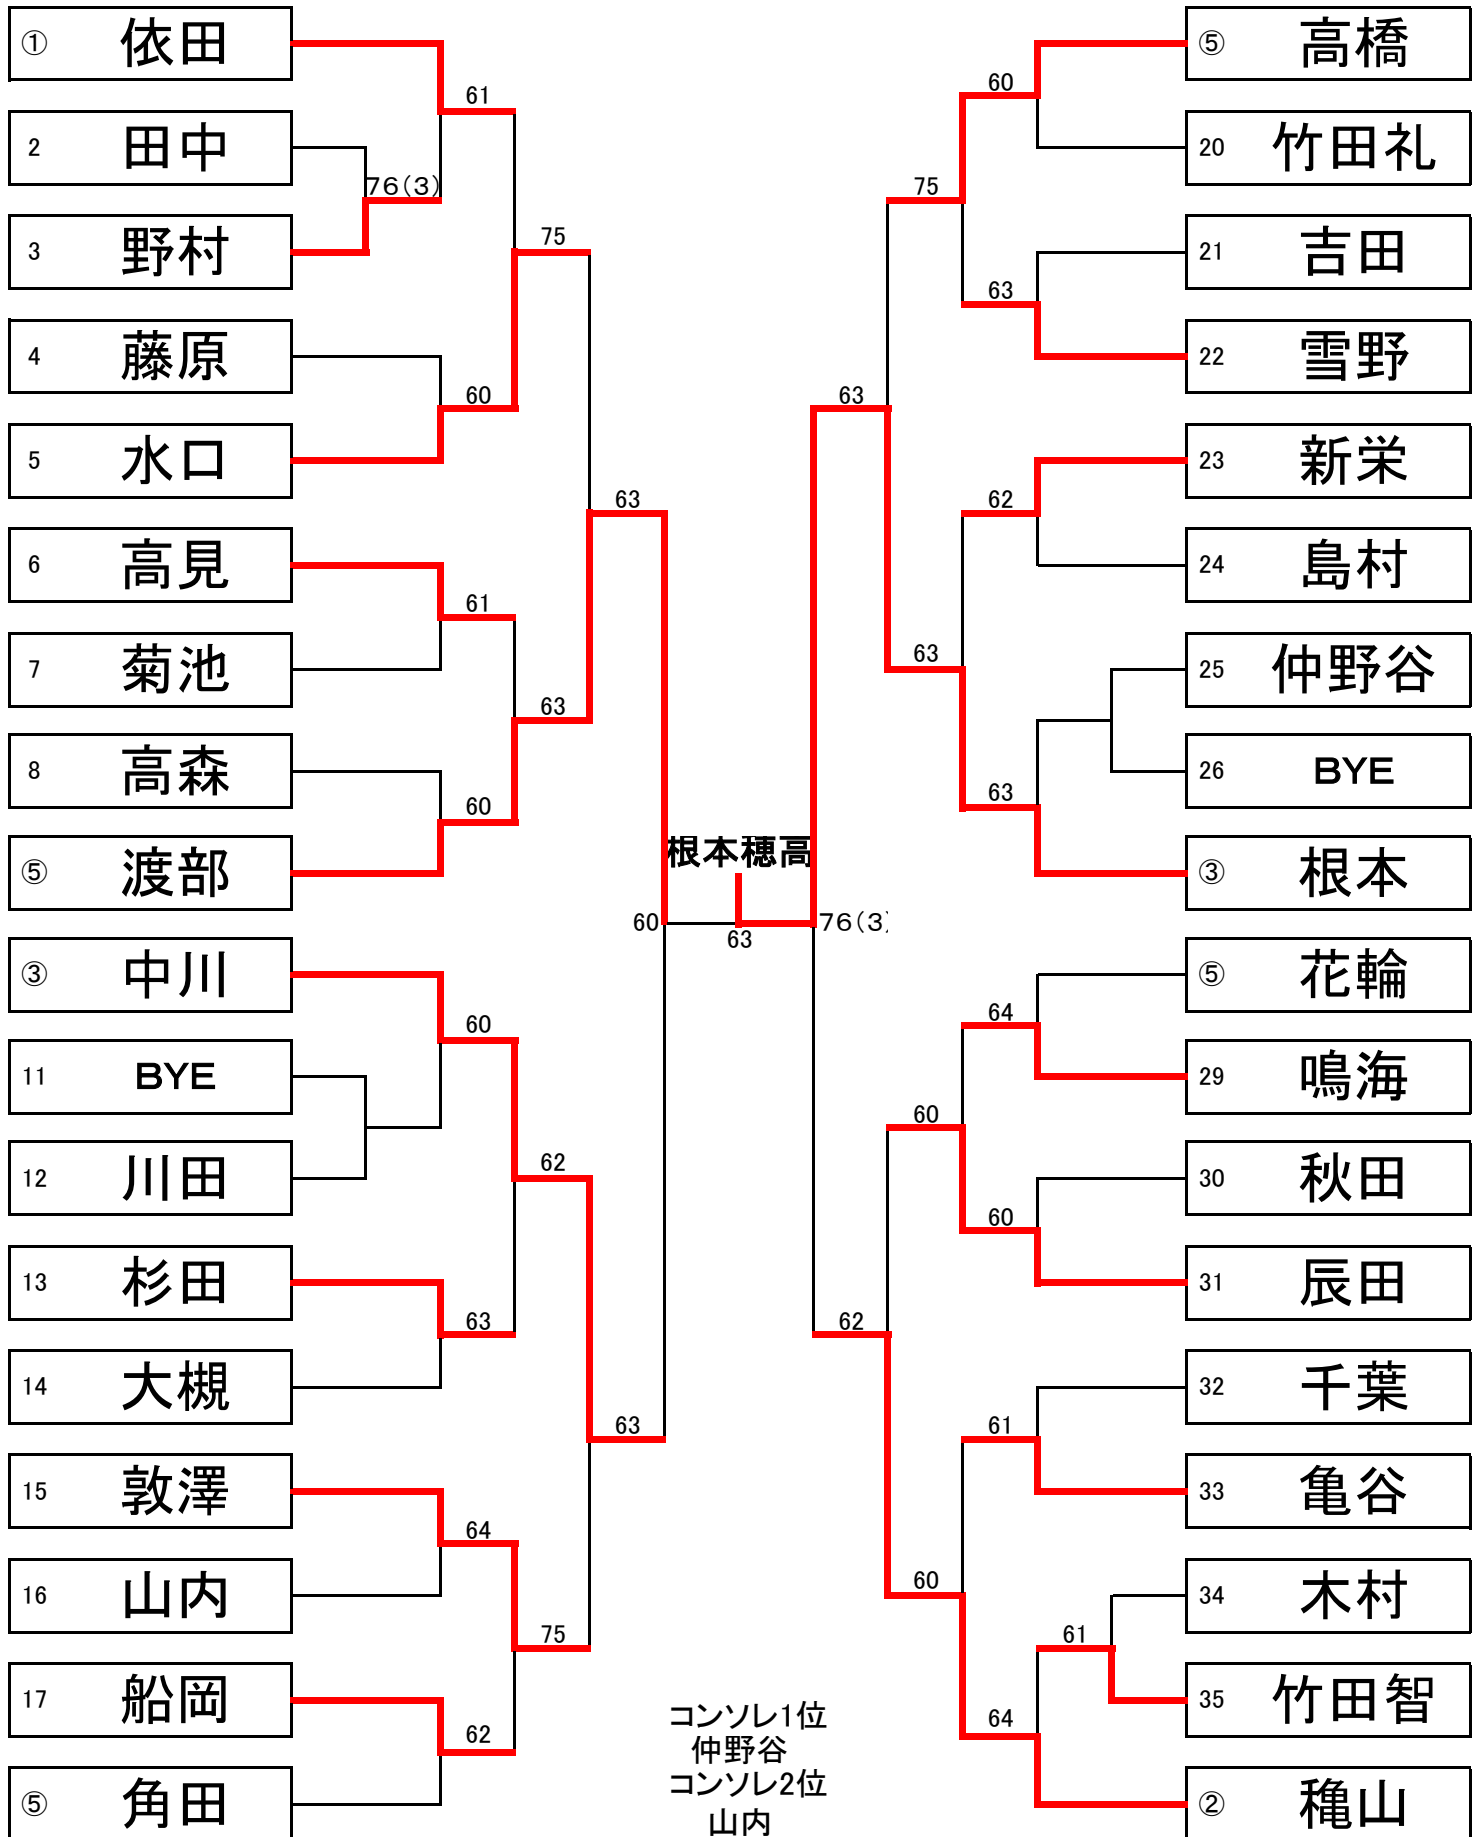 ① 依田
61
2 田中
76(3)
3 野村
75
4 藤原
60
5 水口
63
6 高見
61
7 菊池
63
8 高森
60
⑤ 渡部
60
③ 中川
60
11 BYE
12 川田
62
13 杉田
63
14 大槻
63
15 敦澤
64
16 山内
75
17 船岡
62
⑤ 角田
根本穂高
63
76(3)
コンソレ1位
仲野谷
コンソレ2位
山内
⑤ 高橋
60
20 竹田礼
75
21 吉田
63
22 雪野
63
23 新栄
62
24 島村
63
25 仲野谷
26 BYE
63
③ 根本
⑤ 花輪
64
29 鳴海
60
30 秋田
60
31 辰田
62
32 千葉
61
33 亀谷
60
34 木村
61
35 竹田智
64
② 穐山